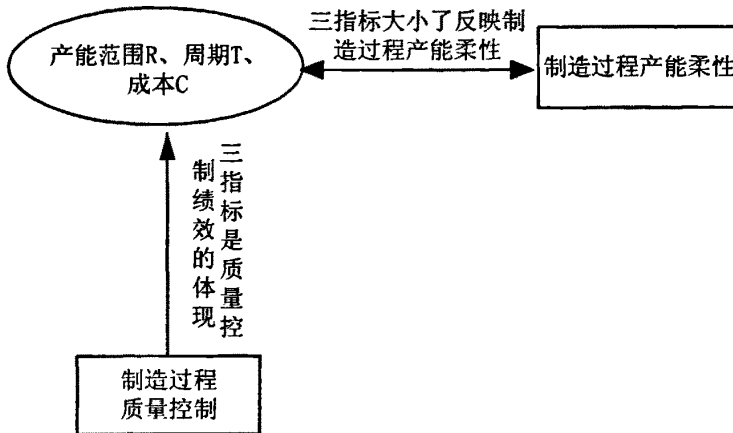 三指标大小了反映制
造过程产能柔性
产能范围R、周期T、
成本C
制造过程产能柔性
三指标是质量控
制绩效的体现
制造过程
质量控制